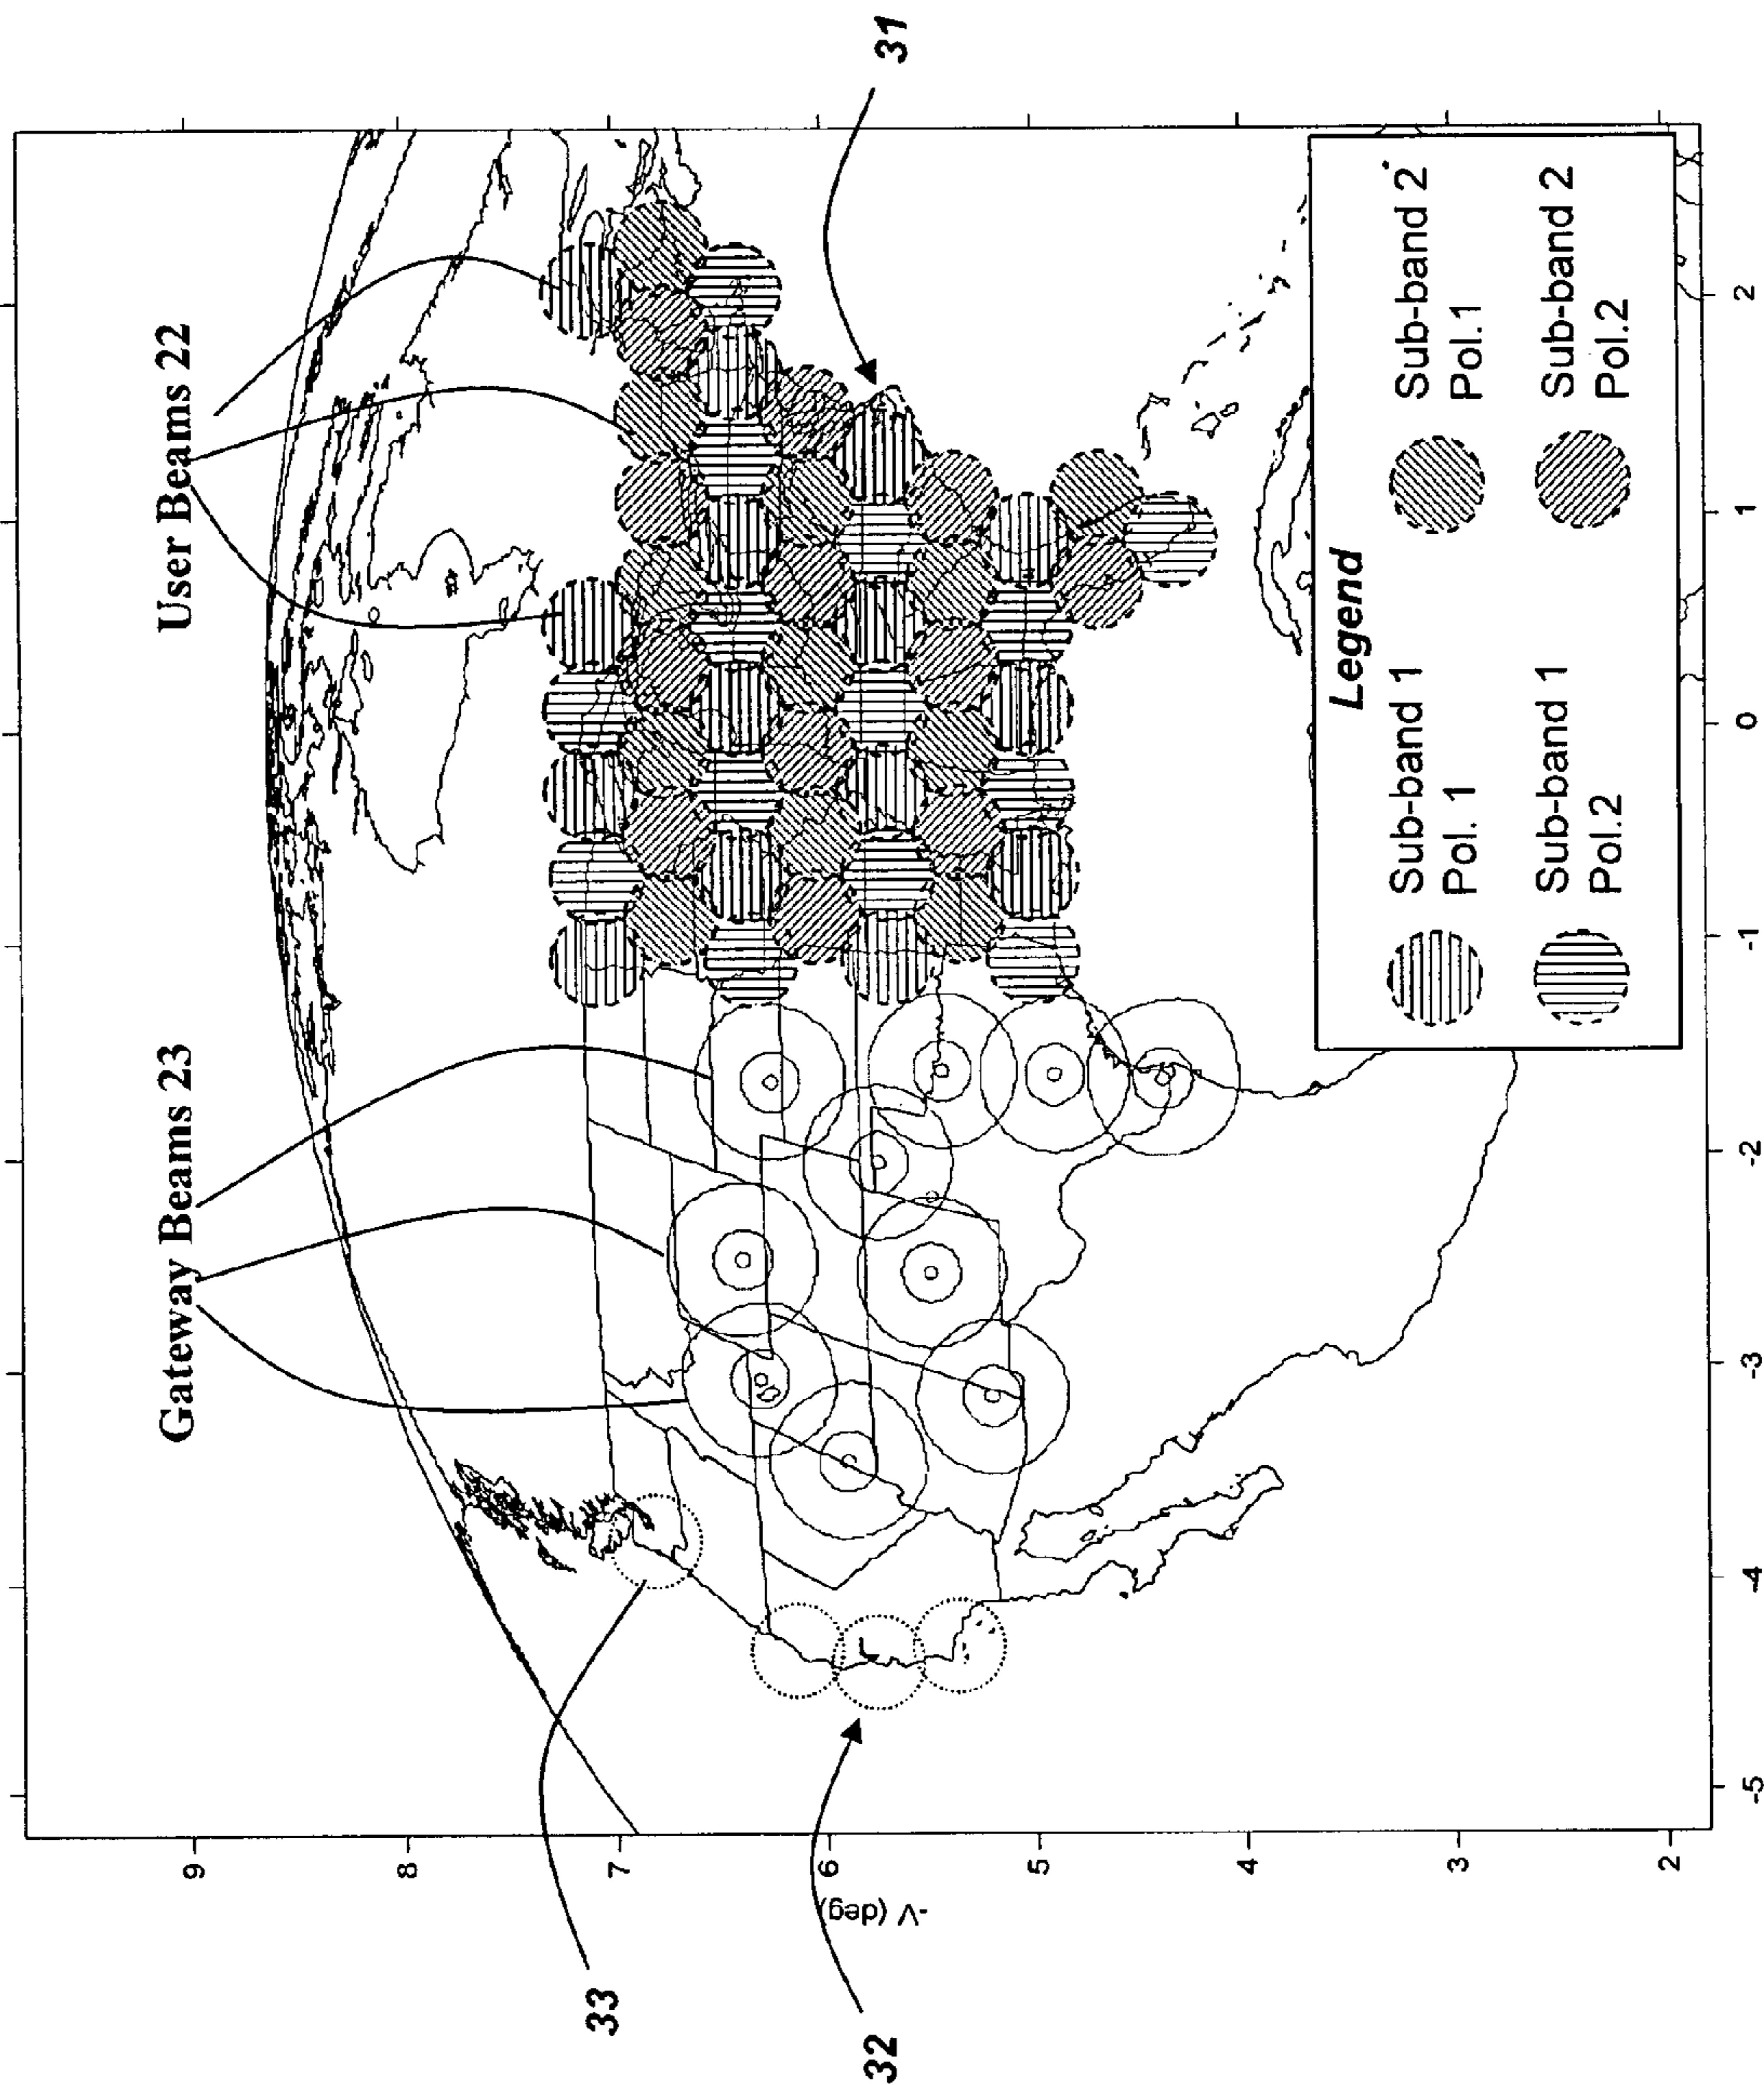 User Beams 22
Gateway Beams 23
31
33
32
-V (deg)
9
8
7
6
5
4
3
2
-5
-4
-3
-2
-1
0
1
2
Legend
Sub-band 1
Pol. 1
Sub-band 2
Pol.1
Sub-band 1
Pol.2
Sub-band 2
Pol.2